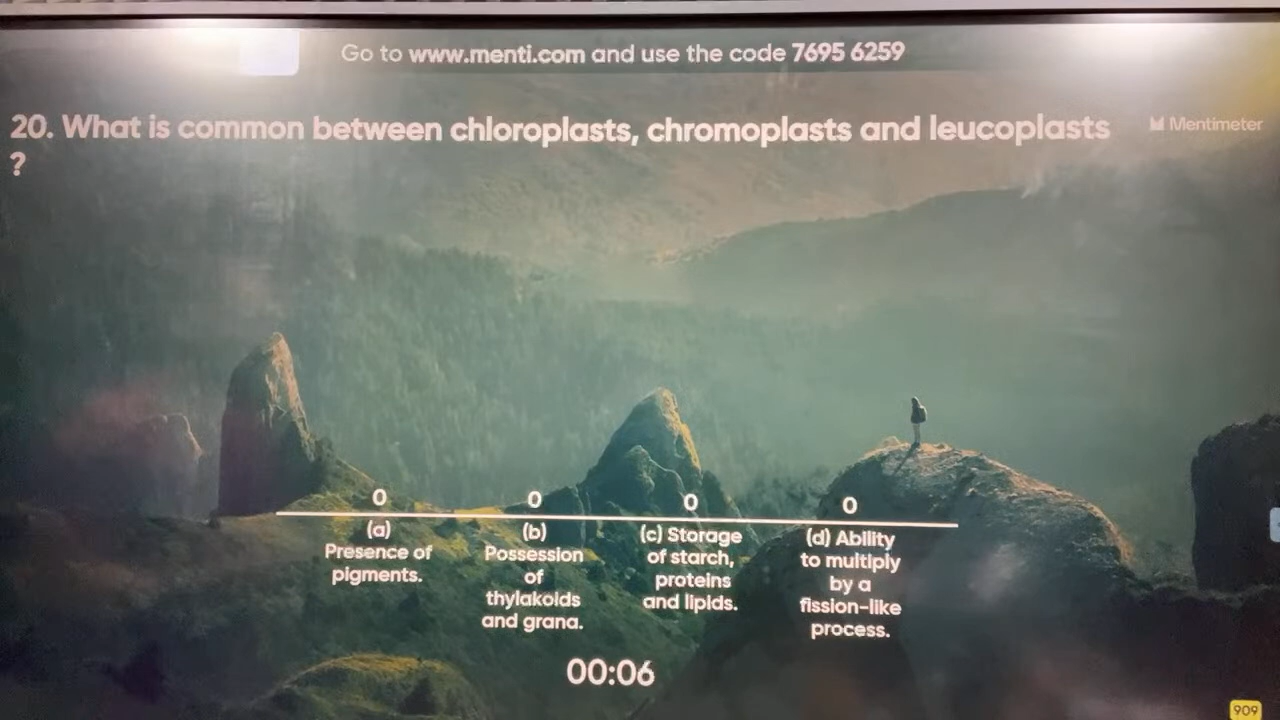 Go to www.menti.com and use the code 7695 6259
20. What is common between chloroplasts, chromoplasts and leucoplasts
?
Mentimeter
0
(a)
Presence of
pigments.
0
(b)
Possession
of
thylakoids
and grana.
0
(c) Storage
of starch,
proteins
and lipids.
0
(d) Ability
to multiply
by a
fission-like
process.
00:06
909